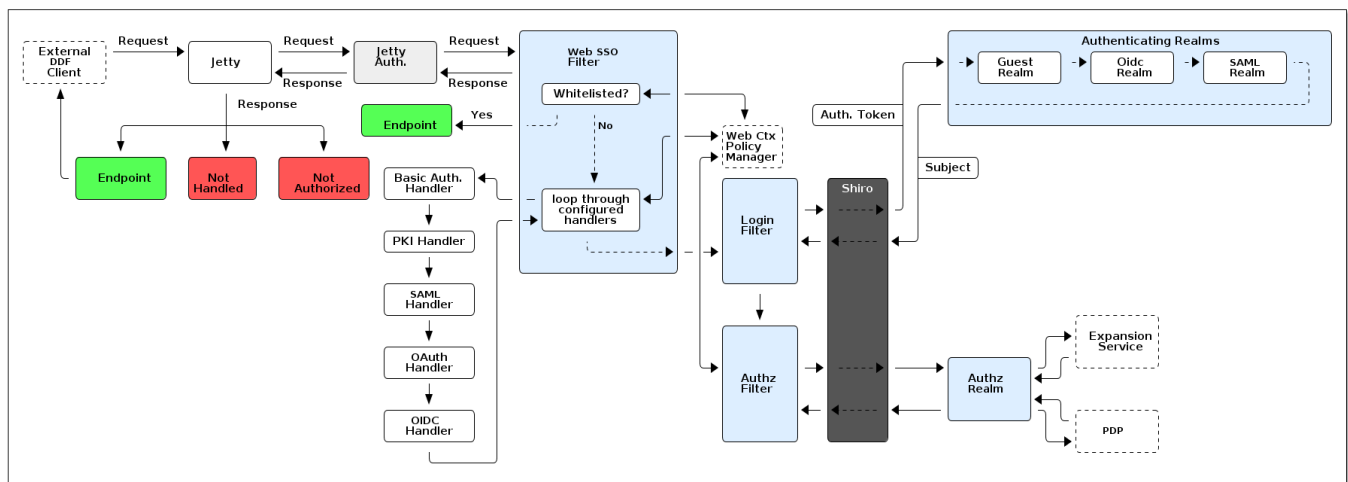 External
DDF
Client
Request
Jetty
Request
Response
Jetty
Auth.
Request
Response
Response
Endpoint
Not
Handled
Not
Authorized
Web SSO
Filter
Whitelisted?
Yes
Endpoint
No
loop through
configured
handlers
Basic Auth.
Handler
PKI Handler
SAML
Handler
OAuth
Handler
OIDC
Handler
Web Ctx
Policy
Manager
Login
Filter
Authz
Filter
Shiro
Auth. Token
Subject
Authenticating Realms
Guest
Realm
Oidc
Realm
SAML
Realm
Authz
Realm
Expansion
Service
PDP